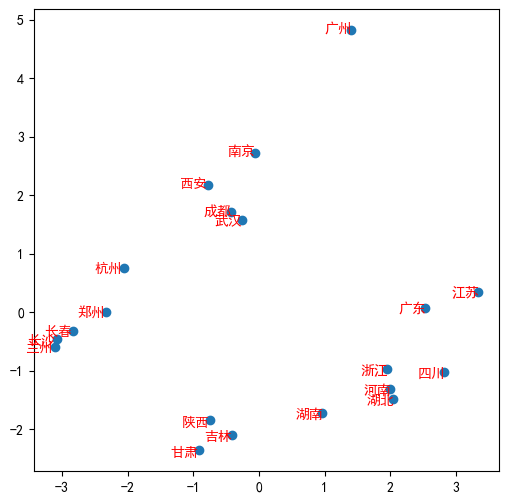 5
广州
4
3
南京
西安
2
成都
武汉
1
杭州
江苏
广东
郑州
0
长春
长沙
兰州
浙江
四川
-1
河南
湖北
湖南
陕西
吉林
-2
甘肃
-3 -2 -1 0 1 2 3